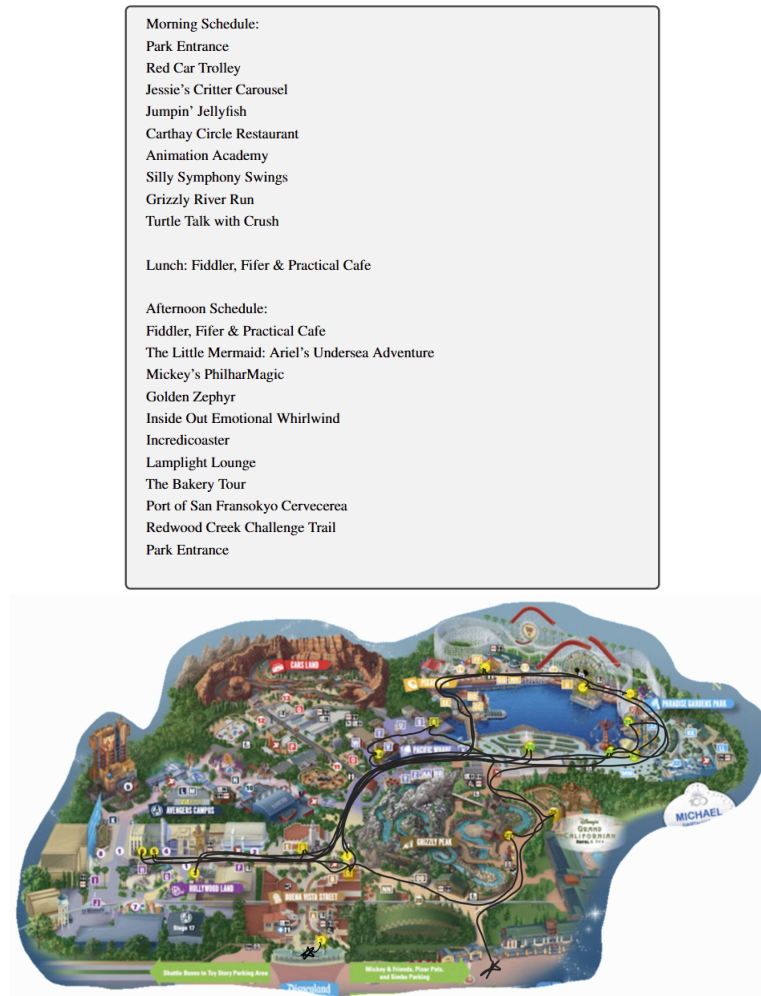 Morning Schedule:
Park Entrance
Red Car Trolley
Jessie's Critter Carousel
Jumpin' Jellyfish
Carthay Circle Restaurant
Animation Academy
Silly Symphony Swings
Grizzly River Run
Turtle Talk with Crush
Lunch: Fiddler, Fifer & Practical Cafe
Afternoon Schedule:
Fiddler, Fifer & Practical Cafe
The Little Mermaid: Ariel's Undersea Adventure
Mickey's PhilharMagic
Golden Zephyr
Inside Out Emotional Whirlwind
Incredicoaster
Lamplight Lounge
The Bakery Tour
Port of San Fransokyo Cervecerea
Redwood Creek Challenge Trail
Park Entrance
CARS LAND
PARADISE GARDENS PARK
PACIFIC
AVENGERS CAMPUS
MICHAEL
Disney's
GRAND
CALIFORNIAN
GRIZZLY PEAK
HOLLYWOOD LAND
BUENA VISTA STREET
Stage 17
Shuttle Buses to Toy Story Parking Area
Mickey & Friends, Pixar Pals,
and Simba Parking
Disneyland